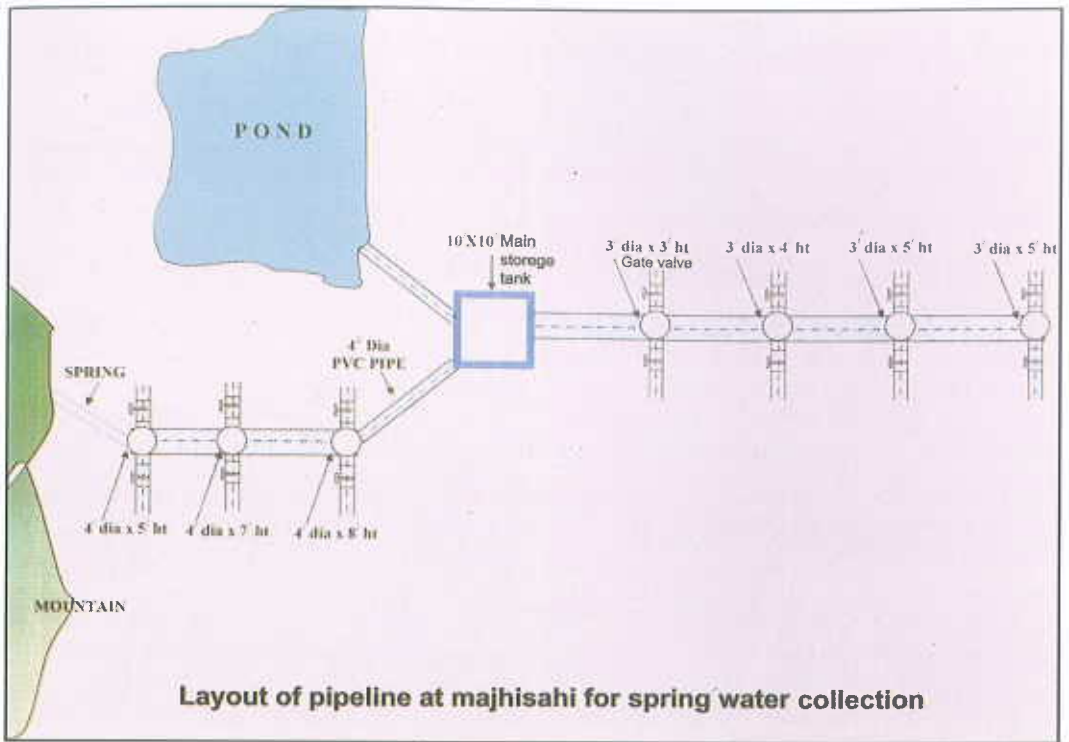 POND
10'X10' Main
storege
tank
3' dia x 3' ht
Gate valve
3' dia x 4' ht
3' dia x 5' ht
3' dia x 5' ht
4' Dia
PVC PIPE
SPRING
4' dia x 5' ht
4' dia x 7' ht
4' dia x 8' ht
MOUNTAIN
Layout of pipeline at majhisahi for spring water collection